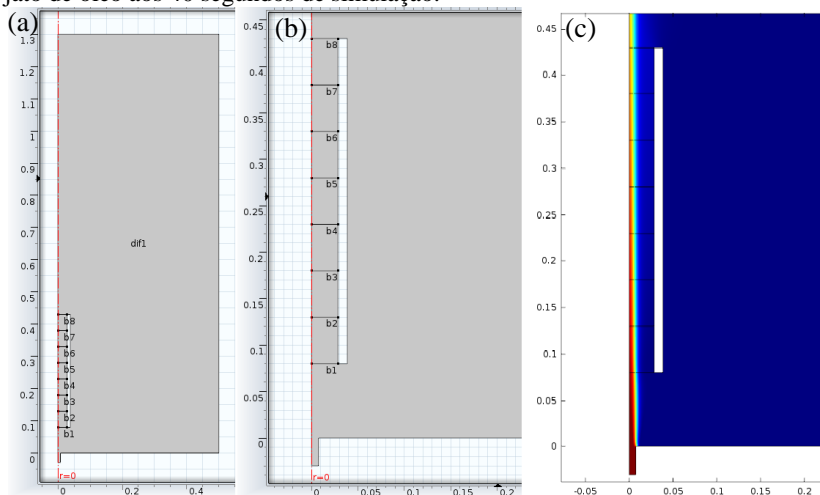 jato de óleo aos 40 segundos de simulação.
(a)
1.3
1.2
1.1
1
0.9
0.8
0.7
0.6
0.5
0.4
0.3
0.2
0.1
0
dif1
b8
b7
b6
b5
b4
b3
b2
b1
r=0
0 0.2 0.4
(b)
0.45
0.4
0.35
0.3
0.25
0.2
0.15
0.1
0.05
0
b8
b7
b6
b5
b4
b3
b2
b1
r=0
0 0.05 0.1 0.15 0.2
(c)
0.45
0.4
0.35
0.3
0.25
0.2
0.15
0.1
0.05
0
-0.05 0 0.05 0.1 0.15 0.2